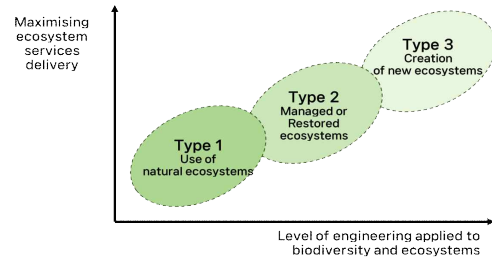 Maximising
ecosystem
services
delivery
Type 3
Creation
of new ecosystems
Type 2
Managed or
Restored
ecosystems
Type 1
Use of
natural ecosystems
Level of engineering applied to
biodiversity and ecosystems